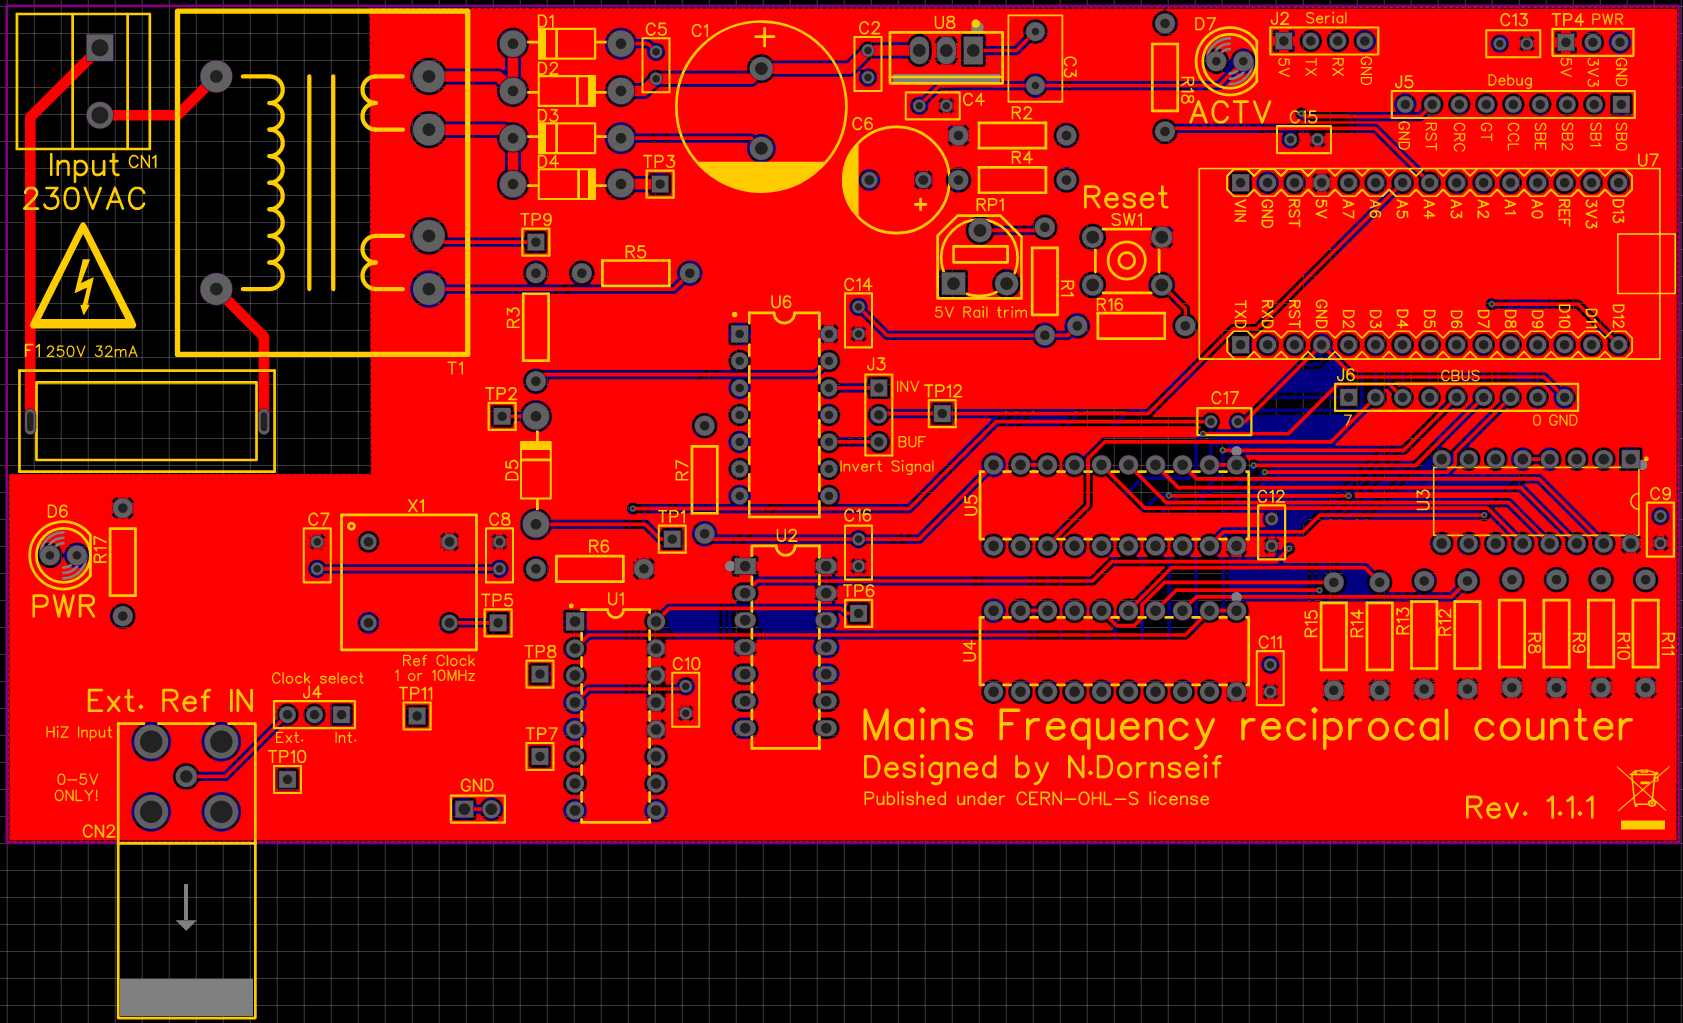 D1
C5
C1
C2
U8
C3
D7
J2
Serial
5V
TX
RX
GND
C13
TP4
PWR
5V
3V3
GND
D2
D3
D4
TP3
C4
R18
ACTV
J5
Debug
GND
RST
CRC
GT
CCL
SBE
SB2
SB1
SB0
C6
R2
C15
R4
Input
CN1
230VAC
U7
VIN
GND
RST
5V
A7
A6
A5
A4
A3
A2
A1
A0
REF
3V3
D13
TP9
R5
RP1
Reset
SW1
R1
R16
5V Rail trim
C14
U6
R3
F1
250V 32mA
T1
TXD
RXD
RST
GND
D2
D3
D4
D5
D6
D7
D8
D9
D10
D11
D12
TP2
J3
INV
BUF
Invert Signal
TP12
C17
J6
CBUS
7
0
GND
D5
R7
U5
C12
U3
C9
D6
R17
PWR
C7
X1
C8
TP1
U2
C16
R6
TP5
U1
TP6
Ref Clock
1 or 10MHz
TP8
C10
U4
C11
R15
R14
R13
R12
R8
R9
R10
R11
Clock select
J4
Ext.
Int.
TP11
Ext. Ref IN
HiZ Input
TP10
TP7
0-5V
ONLY!
CN2
GND
Mains Frequency reciprocal counter
Designed by N.Dornseif
Published under CERN-OHL-S license
Rev. 1.1.1